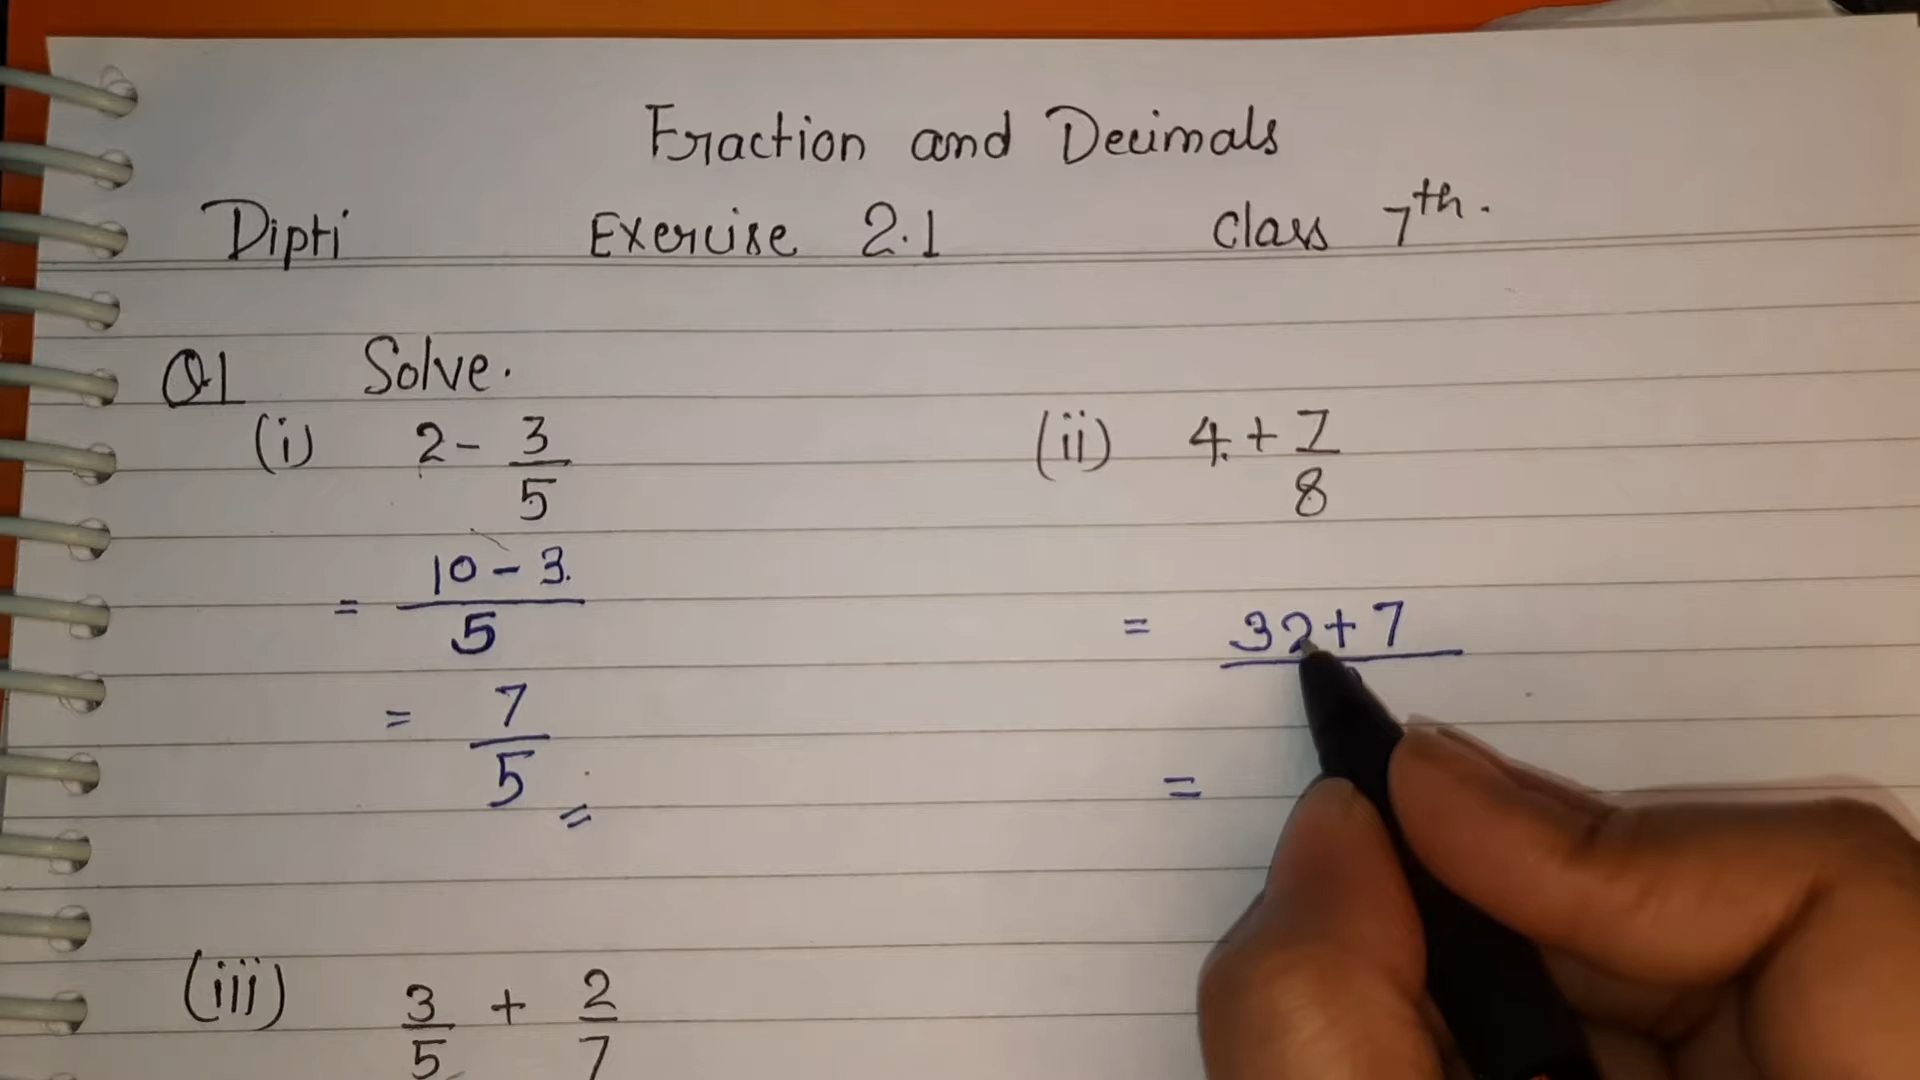 Fraction and Decimals
Dipti Exercise 2.1 class 7th.
Q1 Solve.
(i) 2 - 3/5
(ii) 4. + 7/8
= 10 - 3. / 5
= 32 + 7
= 7/5 =
=
(iii) 3/5 + 2/7